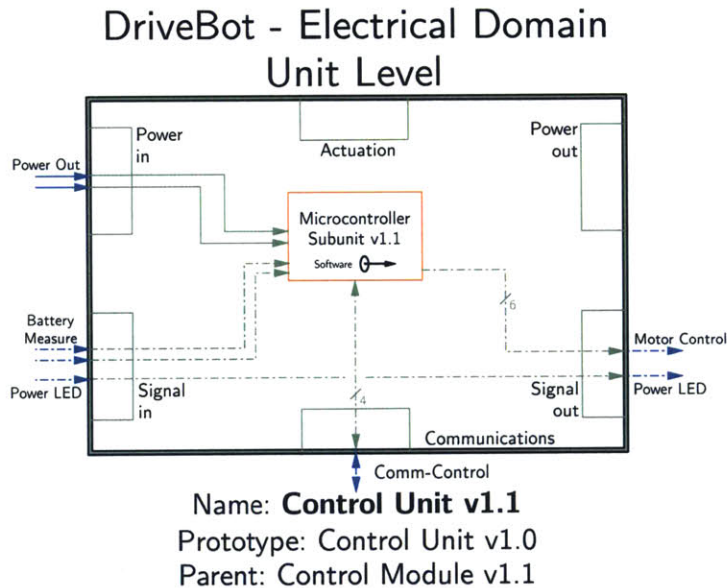 DriveBot - Electrical Domain
Unit Level
Power
in
Actuation
Power
out
Power Out
Microcontroller
Subunit v1.1
Software
6
Battery
Measure
Motor Control
Power LED
Signal
in
4
Signal
out
Power LED
Communications
Comm-Control
Name: Control Unit v1.1
Prototype: Control Unit v1.0
Parent: Control Module v1.1